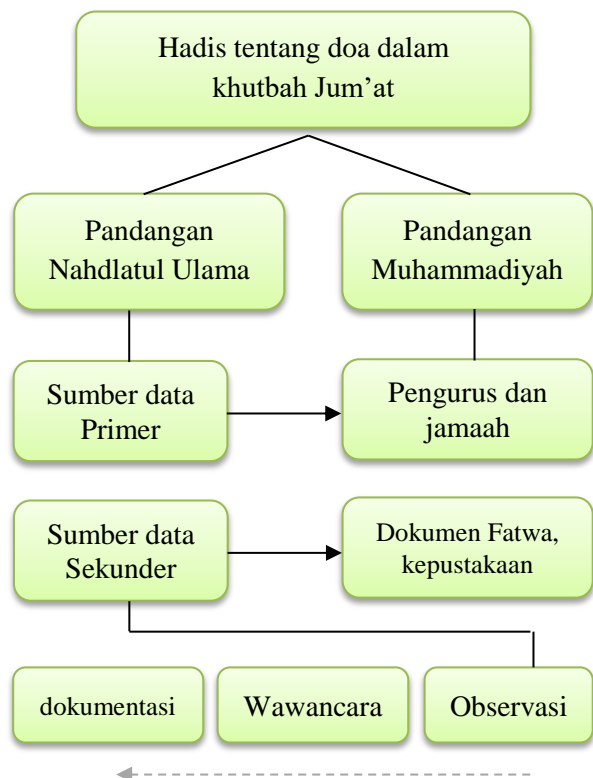 Hadis tentang doa dalam
khutbah Jum’at
Pandangan
Nahdlatul Ulama
Pandangan
Muhammadiyah
Sumber data
Primer
Pengurus dan
jamaah
Sumber data
Sekunder
Dokumen Fatwa,
kepustakaan
dokumentasi
Wawancara
Observasi